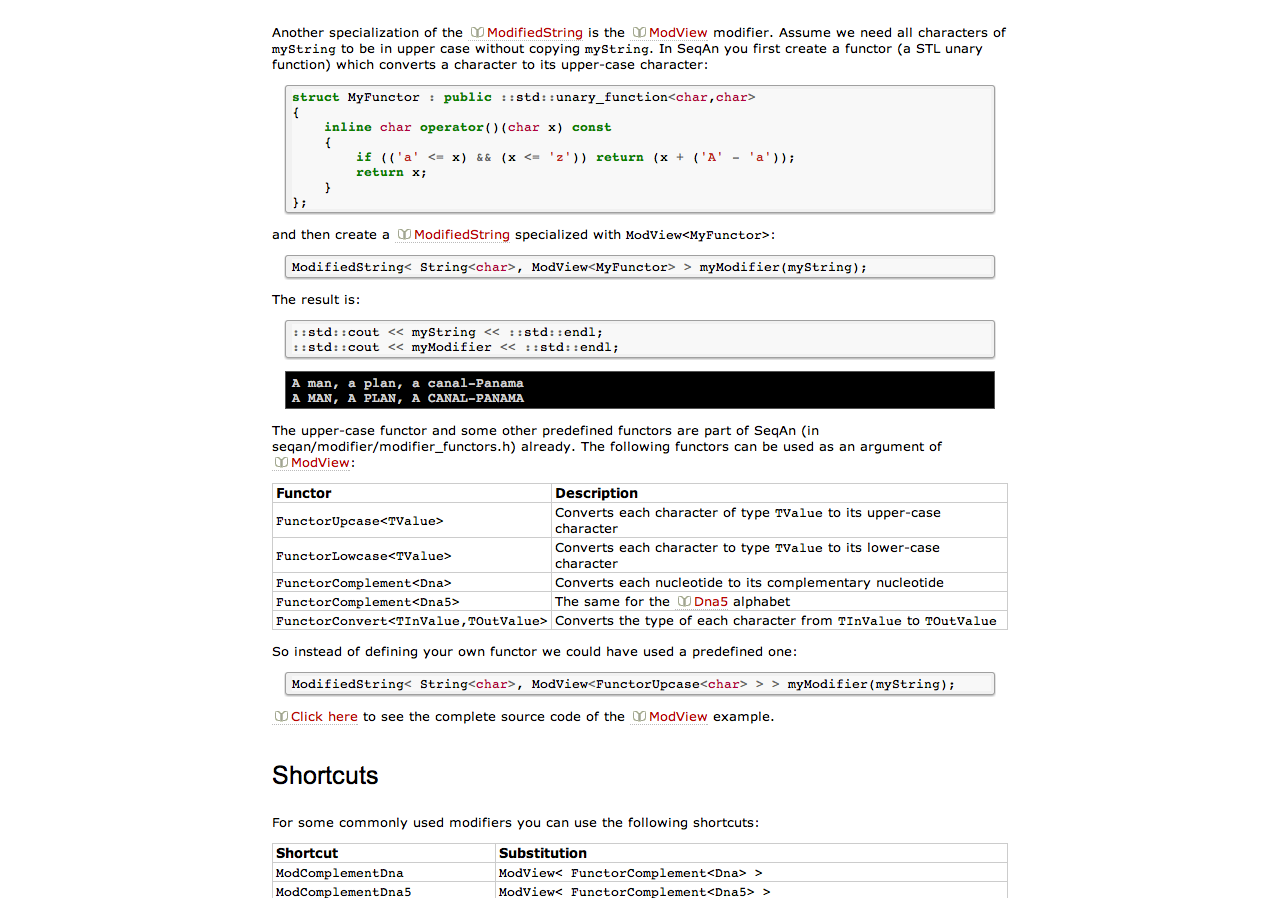 Another specialization of the ModifiedString is the ModView modifier. Assume we need all characters of
myString to be in upper case without copying myString. In SeqAn you first create a functor (a STL unary
function) which converts a character to its upper-case character:
struct MyFunctor : public ::std::unary_function<char,char>
{
    inline char operator()(char x) const
    {
        if (('a' <= x) && (x <= 'z')) return (x + ('A' - 'a'));
        return x;
    }
};
and then create a ModifiedString specialized with ModView<MyFunctor>:
ModifiedString< String<char>, ModView<MyFunctor> > myModifier(myString);
The result is:
::std::cout << myString << ::std::endl;
::std::cout << myModifier << ::std::endl;
A man, a plan, a canal-Panama
A MAN, A PLAN, A CANAL-PANAMA
The upper-case functor and some other predefined functors are part of SeqAn (in
seqan/modifier/modifier_functors.h) already. The following functors can be used as an argument of
ModView:
Functor Description
FunctorUpcase<TValue> Converts each character of type TValue to its upper-case
character
FunctorLowcase<TValue> Converts each character to type TValue to its lower-case
character
FunctorComplement<Dna> Converts each nucleotide to its complementary nucleotide
FunctorComplement<Dna5> The same for the Dna5 alphabet
FunctorConvert<TInValue,TOutValue> Converts the type of each character from TInValue to TOutValue
So instead of defining your own functor we could have used a predefined one:
ModifiedString< String<char>, ModView<FunctorUpcase<char> > > myModifier(myString);
Click here to see the complete source code of the ModView example.
Shortcuts
For some commonly used modifiers you can use the following shortcuts:
Shortcut Substitution
ModComplementDna ModView< FunctorComplement<Dna> >
ModComplementDna5 ModView< FunctorComplement<Dna5> >